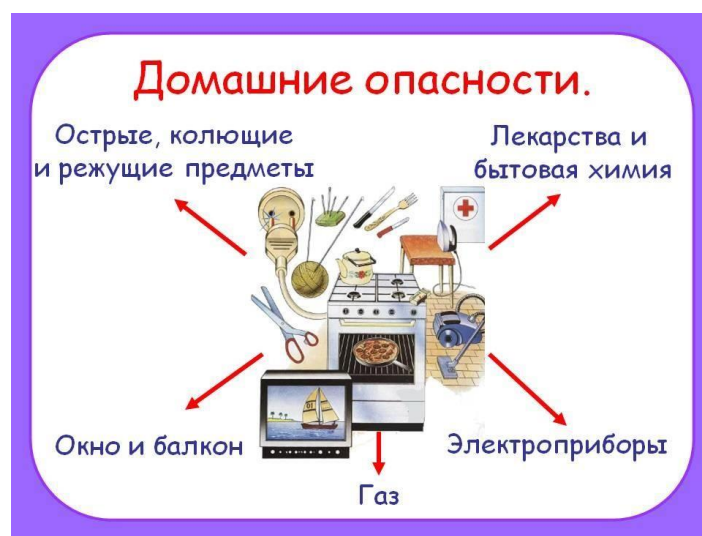 Домашние опасности.
Острые, колющие
и режущие предметы
Лекарства и
бытовая химия
Окно и балкон
Электроприборы
Газ